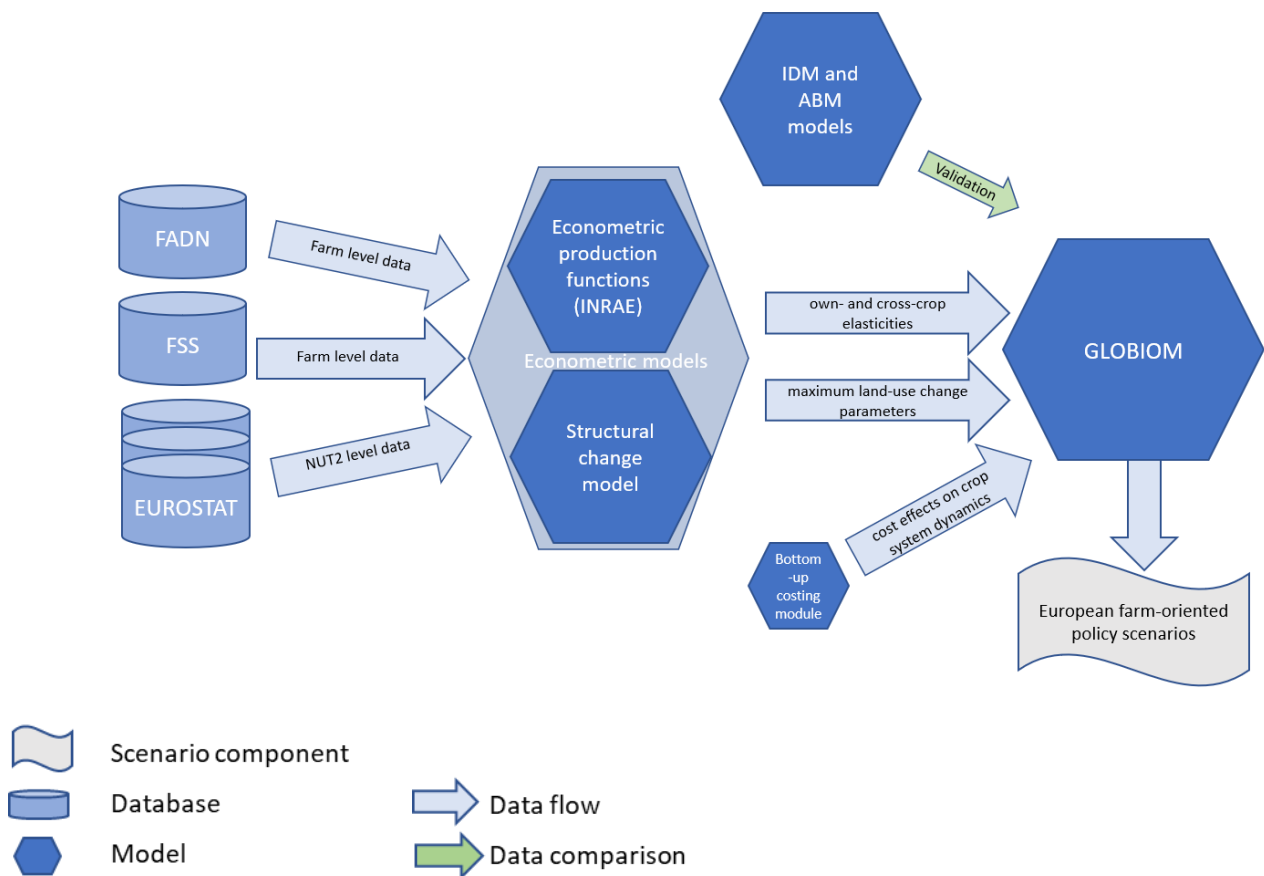 IDM and
ABM
models
Validation
FADN
Farm level data
Econometric
production
functions
(INRAE)
own- and cross-crop
elasticities
FSS
Farm level data
Econometric models
GLOBIOM
maximum land-use change
parameters
EUROSTAT
NUT2 level data
Structural
change
model
cost effects on crop
system dynamics
Bottom
-up
costing
module
European farm-oriented
policy scenarios
Scenario component
Database
Data flow
Model
Data comparison